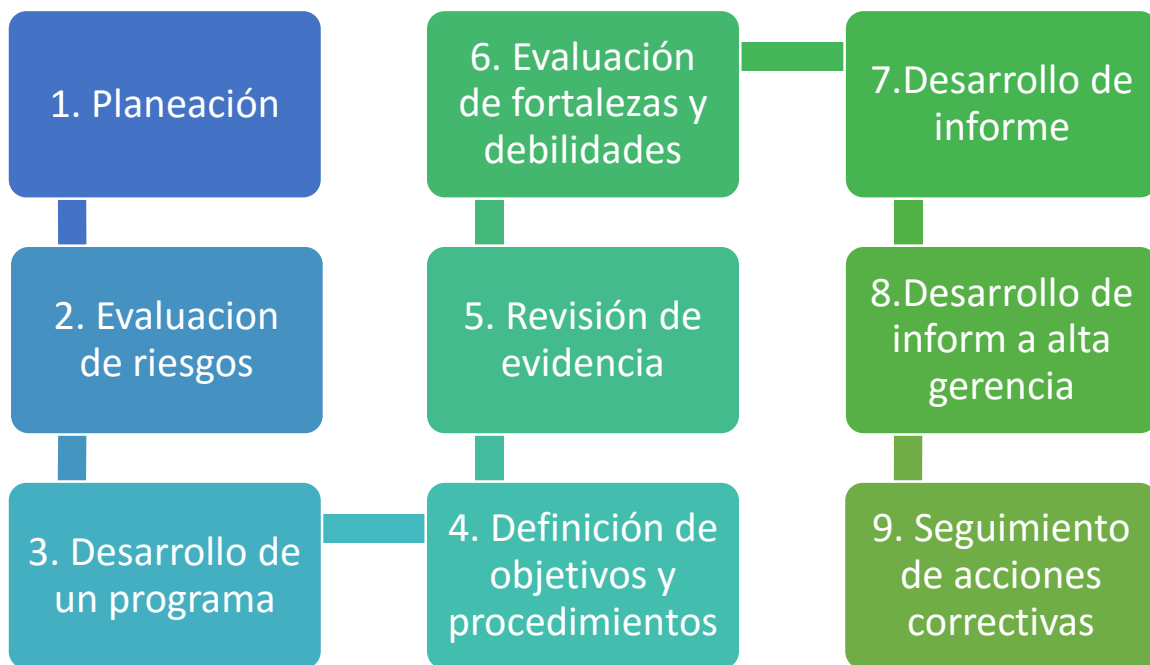 1. Planeación
2. Evaluacion
de riesgos
3. Desarrollo de
un programa
4. Definición de
objetivos y
procedimientos
5. Revisión de
evidencia
6. Evaluación
de fortalezas y
debilidades
7.Desarrollo de
informe
8.Desarrollo de
inform a alta
gerencia
9. Seguimiento
de acciones
correctivas